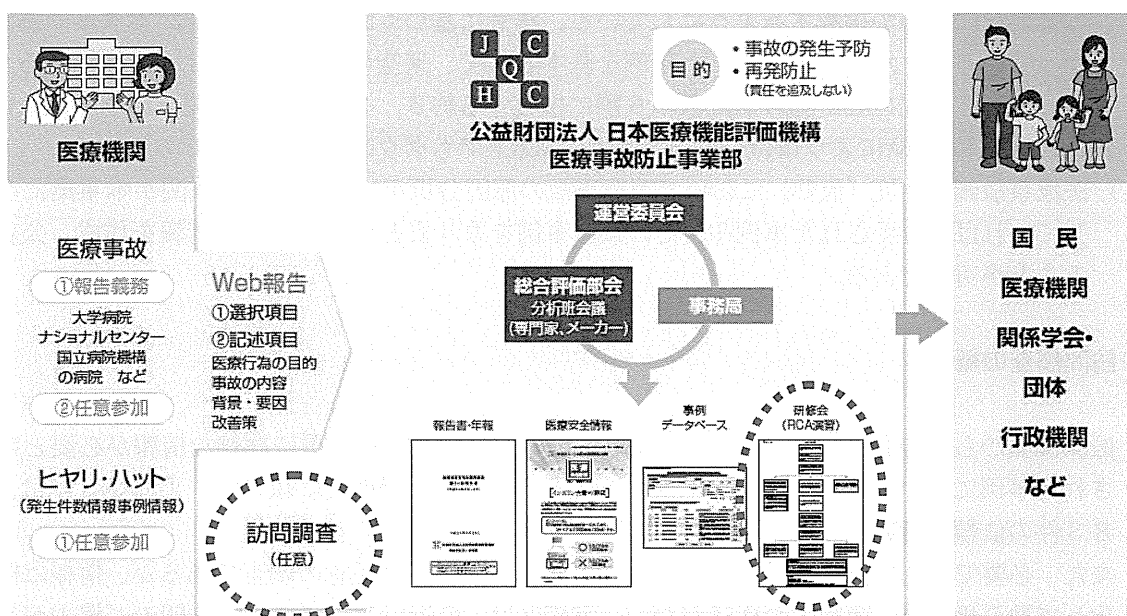 医療機関
医療事故
①報告義務
大学病院
ナショナルセンター
国立病院機構
の病院 など
②任意参加
ヒヤリ・ハット
(発生件数情報事例情報)
①任意参加
Web報告
①選択項目
②記述項目
医療行為の目的
事故の内容
背景・要因
改善策
訪問調査
(任意)
J C
Q
H C
目的
・事故の発生予防
・再発防止
(責任を追及しない)
公益財団法人 日本医療機能評価機構
医療事故防止事業部
運営委員会
総合評価部会
分析班会議
(専門家、メーカー)
事務局
報告書・年報
医療安全情報
事例
データベース
研修会
(RCA演習)
国 民
医療機関
関係学会・
団体
行政機関
など